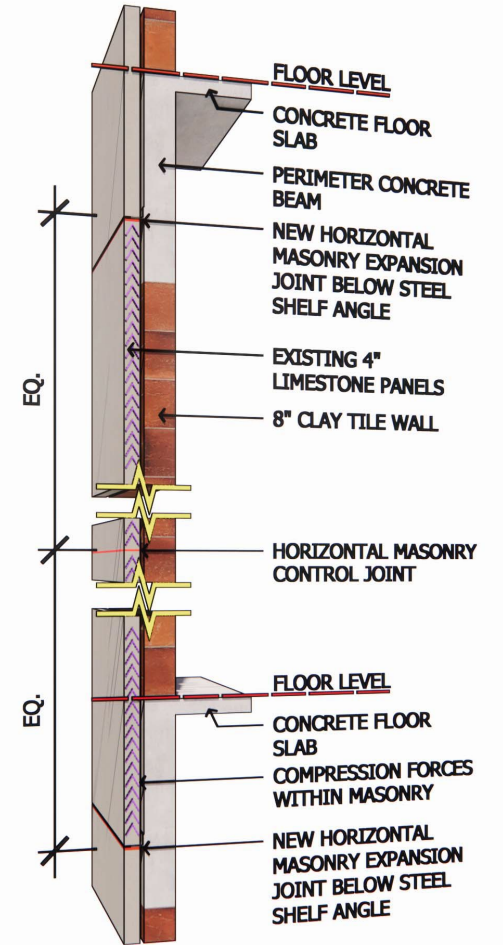 FLOOR LEVEL
CONCRETE FLOOR
SLAB
PERIMETER CONCRETE
BEAM
NEW HORIZONTAL
MASONRY EXPANSION
JOINT BELOW STEEL
SHELF ANGLE
EQ.
EXISTING 4"
LIMESTONE PANELS
8" CLAY TILE WALL
HORIZONTAL MASONRY
CONTROL JOINT
FLOOR LEVEL
EQ.
CONCRETE FLOOR
SLAB
COMPRESSION FORCES
WITHIN MASONRY
NEW HORIZONTAL
MASONRY EXPANSION
JOINT BELOW STEEL
SHELF ANGLE